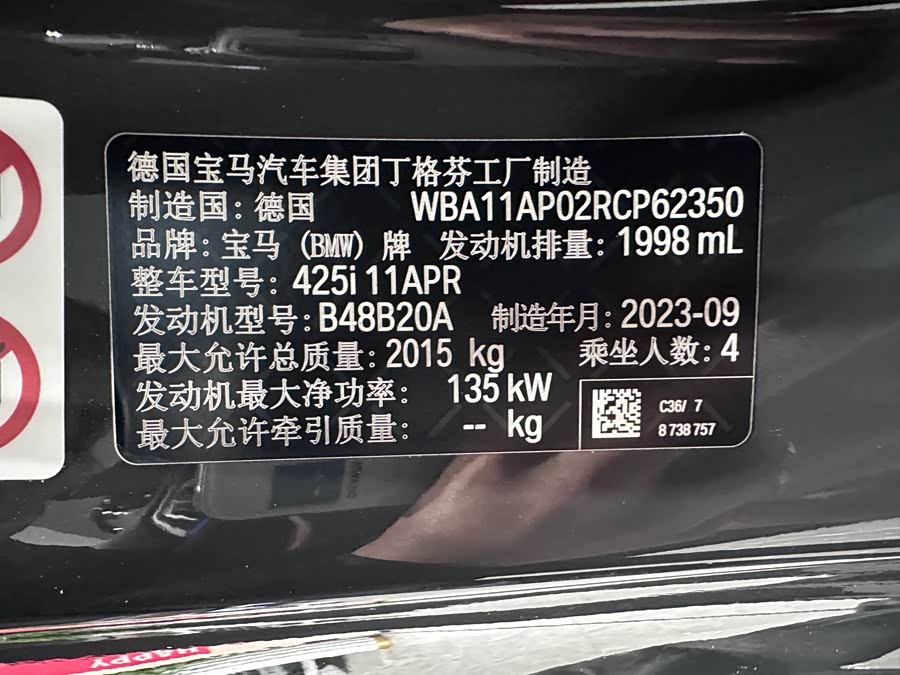 德国宝马汽车集团丁格芬工厂制造
制造国：德国 WBA11AP02RCP62350
品牌：宝马 (BMW) 牌 发动机排量：1998 mL
整车型号：425i 11APR
发动机型号：B48B20A 制造年月：2023-09
最大允许总质量：2015 kg 乘坐人数：4
发动机最大净功率： 135 kW
最大允许牵引质量： -- kg
C36/ 7
8 738 757
HAPPY